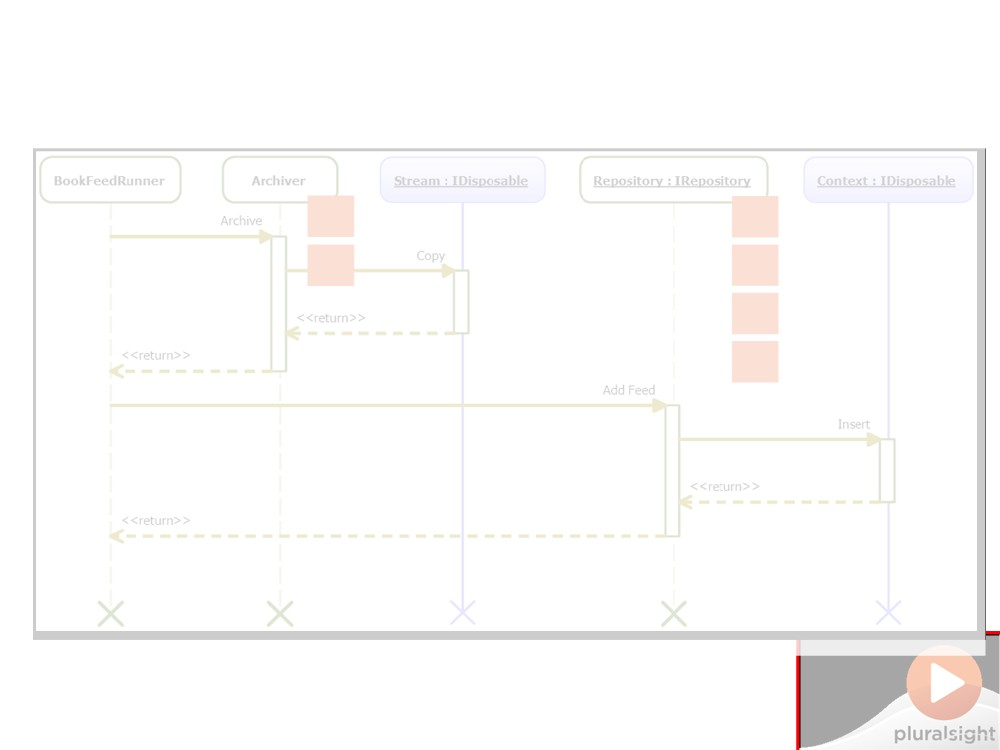 BookFeedRunner
Archiver
Stream : IDisposable
Repository : IRepository
Context : IDisposable
Archive
Copy
<<return>>
<<return>>
Add Feed
Insert
<<return>>
<<return>>
pluralsight